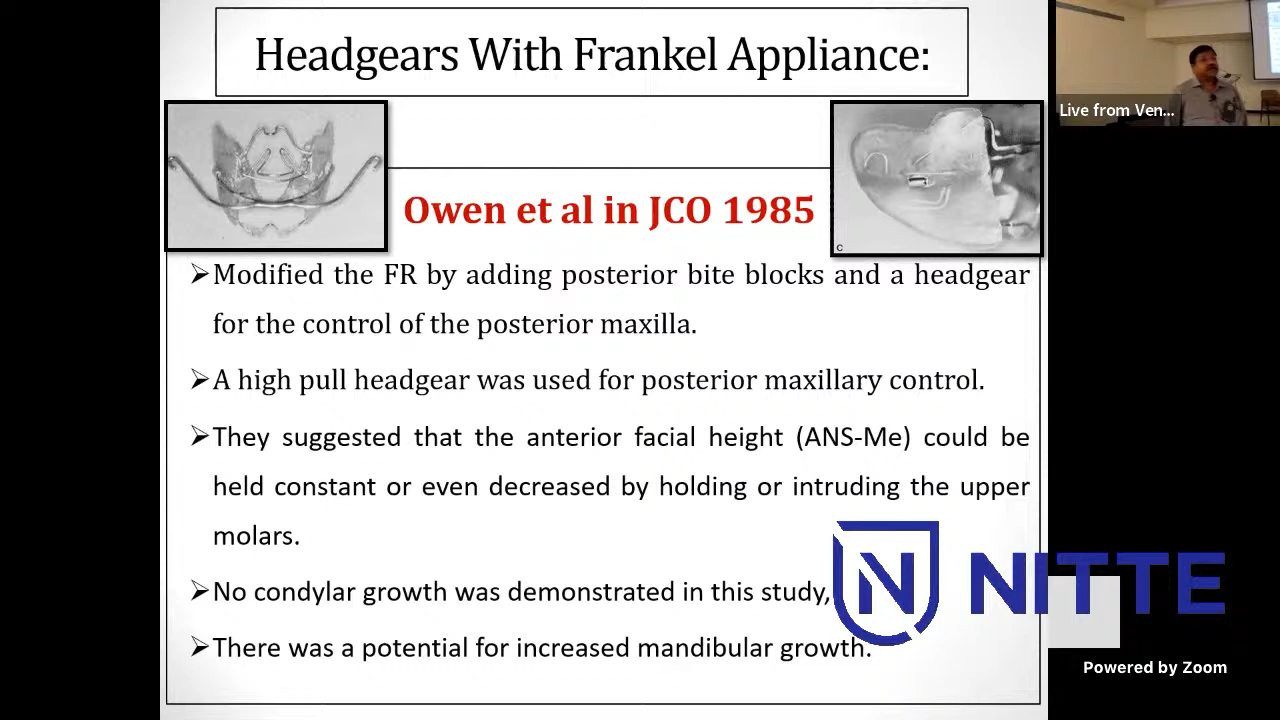 Headgears With Frankel Appliance:
Live from Ven...
Owen et al in JCO 1985
c
➢Modified the FR by adding posterior bite blocks and a headgear
for the control of the posterior maxilla.
➢A high pull headgear was used for posterior maxillary control.
➢They suggested that the anterior facial height (ANS-Me) could be
held constant or even decreased by holding or intruding the upper
molars.
➢No condylar growth was demonstrated in this study,
➢There was a potential for increased mandibular growth.
N NITTE
Powered by Zoom